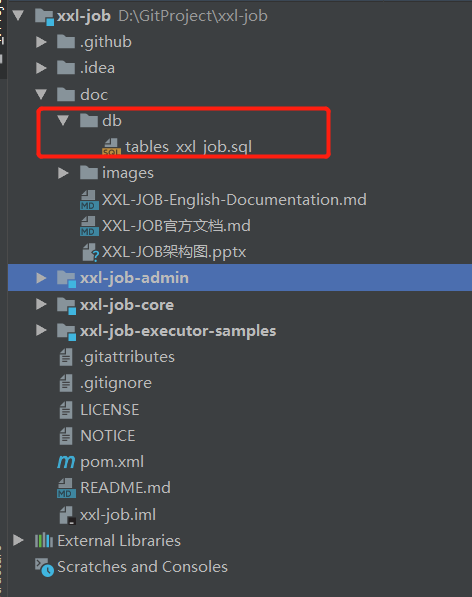 xxl-job D:\GitProject\xxl-job
.github
.idea
doc
db
SQL tables_xxl_job.sql
images
MD XXL-JOB-English-Documentation.md
MD XXL-JOB官方文档.md
? XXL-JOB架构图.pptx
xxl-job-admin
xxl-job-core
xxl-job-executor-samples
.gitattributes
.gitignore
LICENSE
NOTICE
m pom.xml
MD README.md
xxl-job.iml
External Libraries
Scratches and Consoles